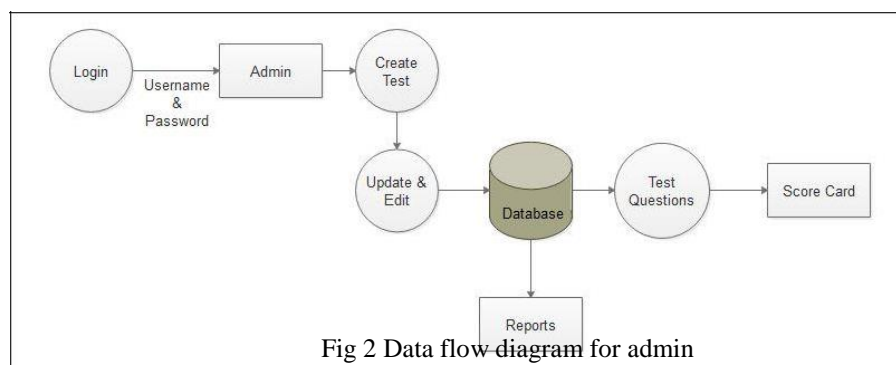 Login
Username
&
Password
Admin
Create
Test
Update &
Edit
Database
Test
Questions
Score Card
Reports
Fig 2 Data flow diagram for admin